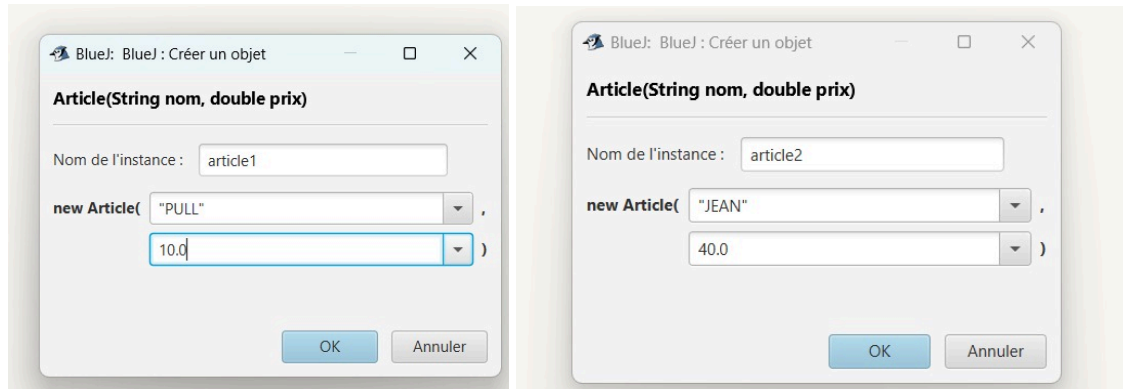 BlueJ: BlueJ : Créer un objet
Article(String nom, double prix)
Nom de l'instance : article1
new Article( "PULL" ,
10.0 )
OK Annuler
BlueJ: BlueJ : Créer un objet
Article(String nom, double prix)
Nom de l'instance : article2
new Article( "JEAN" ,
40.0 )
OK Annuler